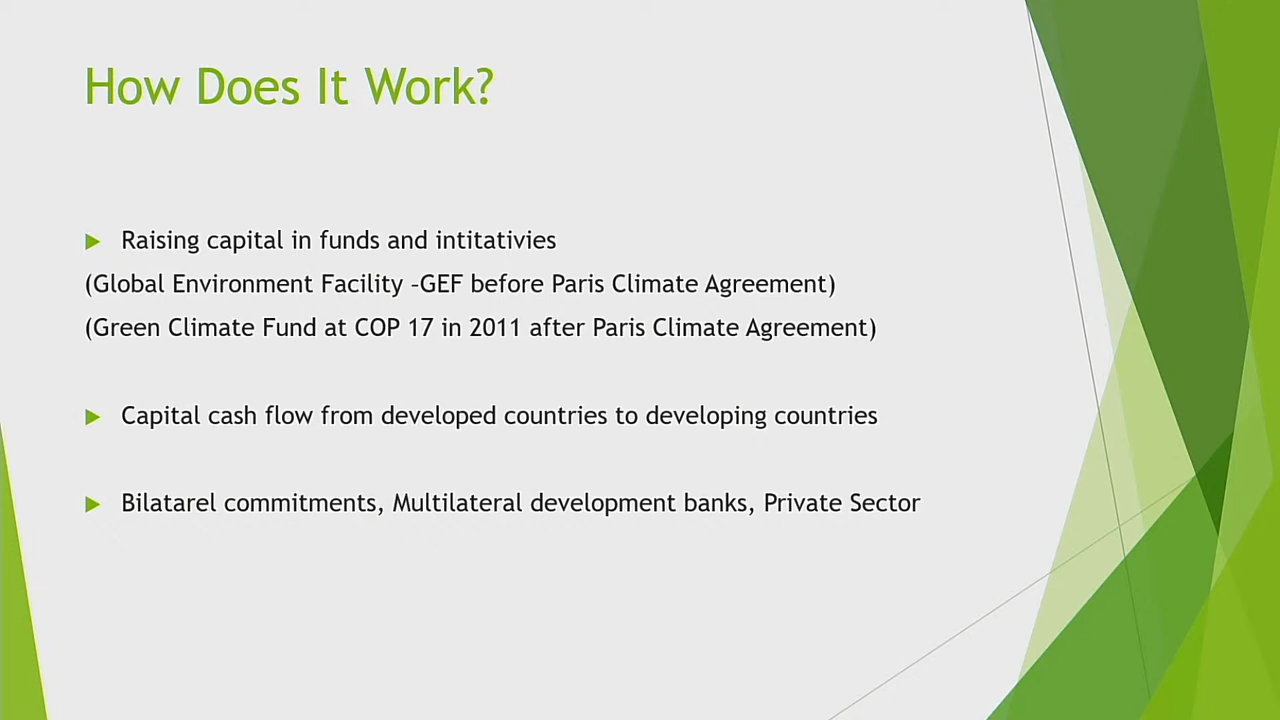 How Does It Work?
Raising capital in funds and intitativies
(Global Environment Facility –GEF before Paris Climate Agreement)
(Green Climate Fund at COP 17 in 2011 after Paris Climate Agreement)
Capital cash flow from developed countries to developing countries
Bilatarel commitments, Multilateral development banks, Private Sector